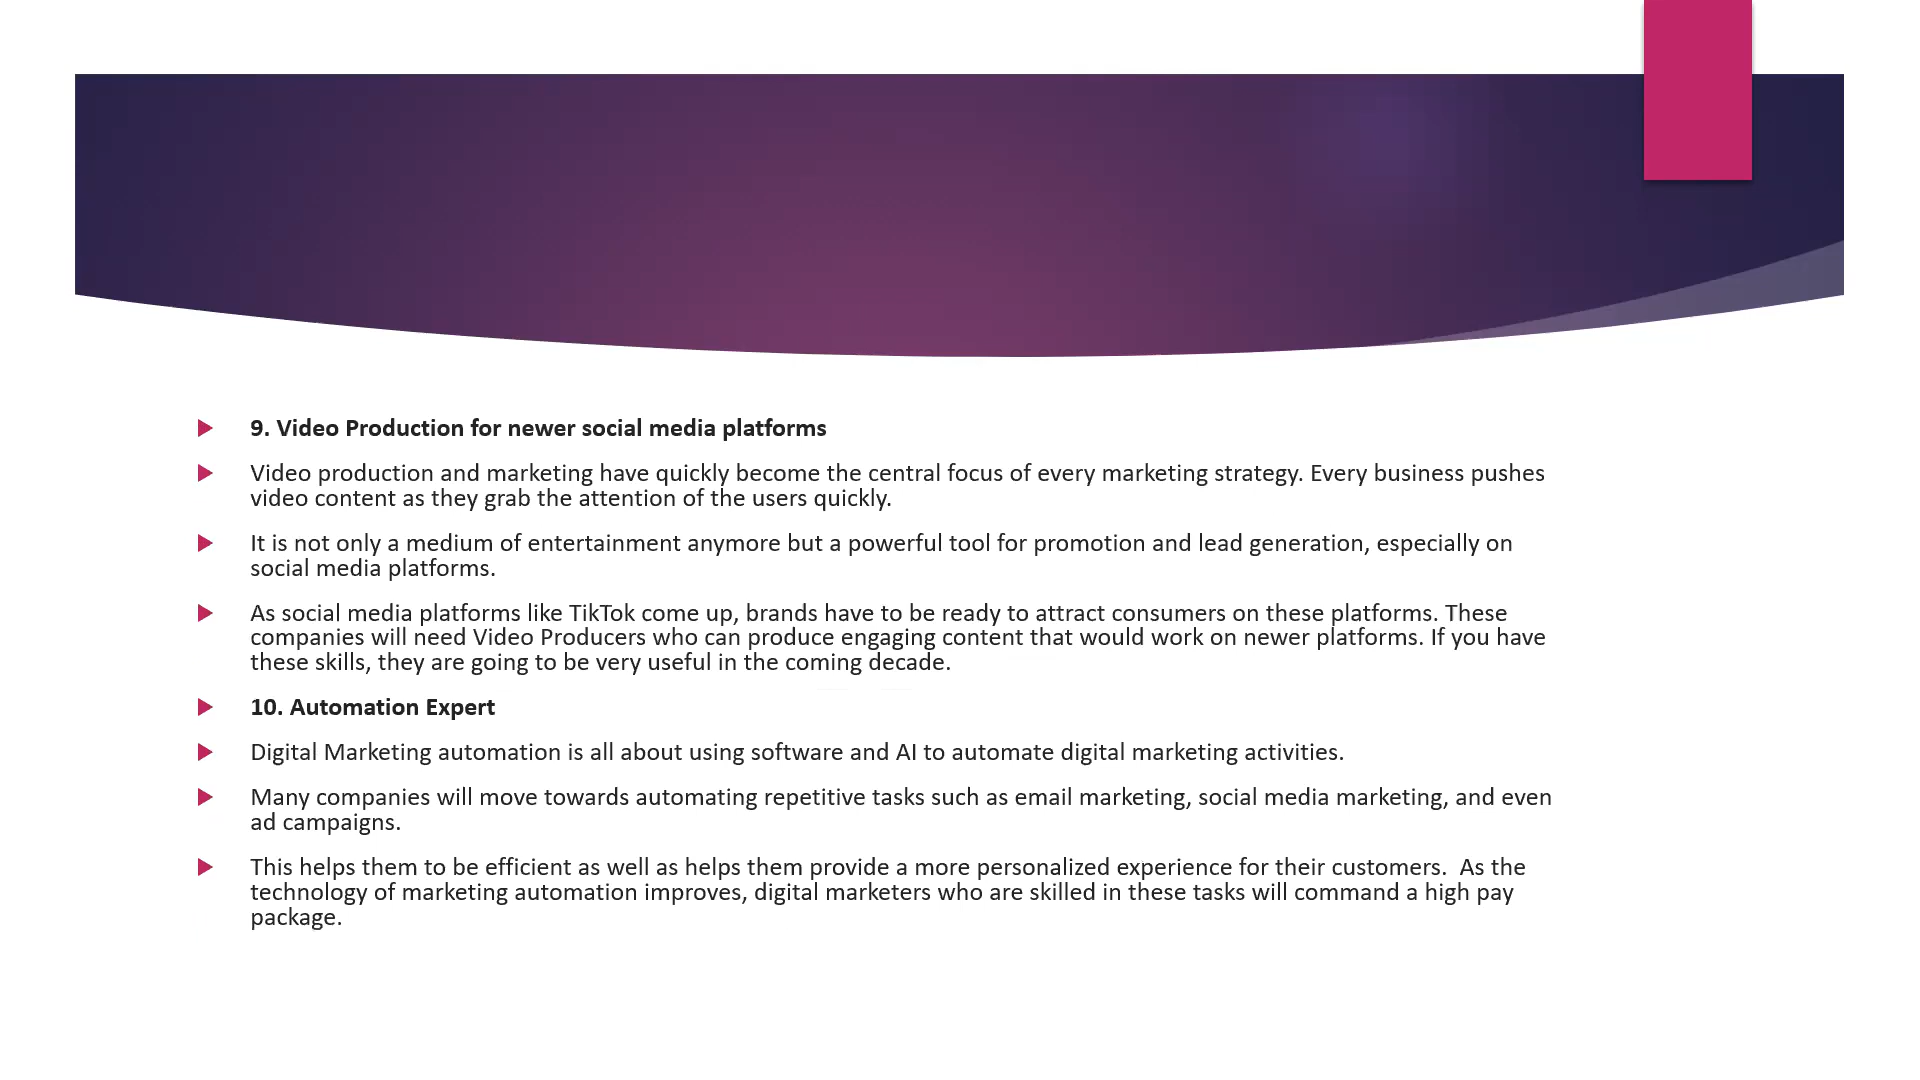 9. Video Production for newer social media platforms
Video production and marketing have quickly become the central focus of every marketing strategy. Every business pushes
video content as they grab the attention of the users quickly.
It is not only a medium of entertainment anymore but a powerful tool for promotion and lead generation, especially on
social media platforms.
As social media platforms like TikTok come up, brands have to be ready to attract consumers on these platforms. These
companies will need Video Producers who can produce engaging content that would work on newer platforms. If you have
these skills, they are going to be very useful in the coming decade.
10. Automation Expert
Digital Marketing automation is all about using software and AI to automate digital marketing activities.
Many companies will move towards automating repetitive tasks such as email marketing, social media marketing, and even
ad campaigns.
This helps them to be efficient as well as helps them provide a more personalized experience for their customers.  As the
technology of marketing automation improves, digital marketers who are skilled in these tasks will command a high pay
package.